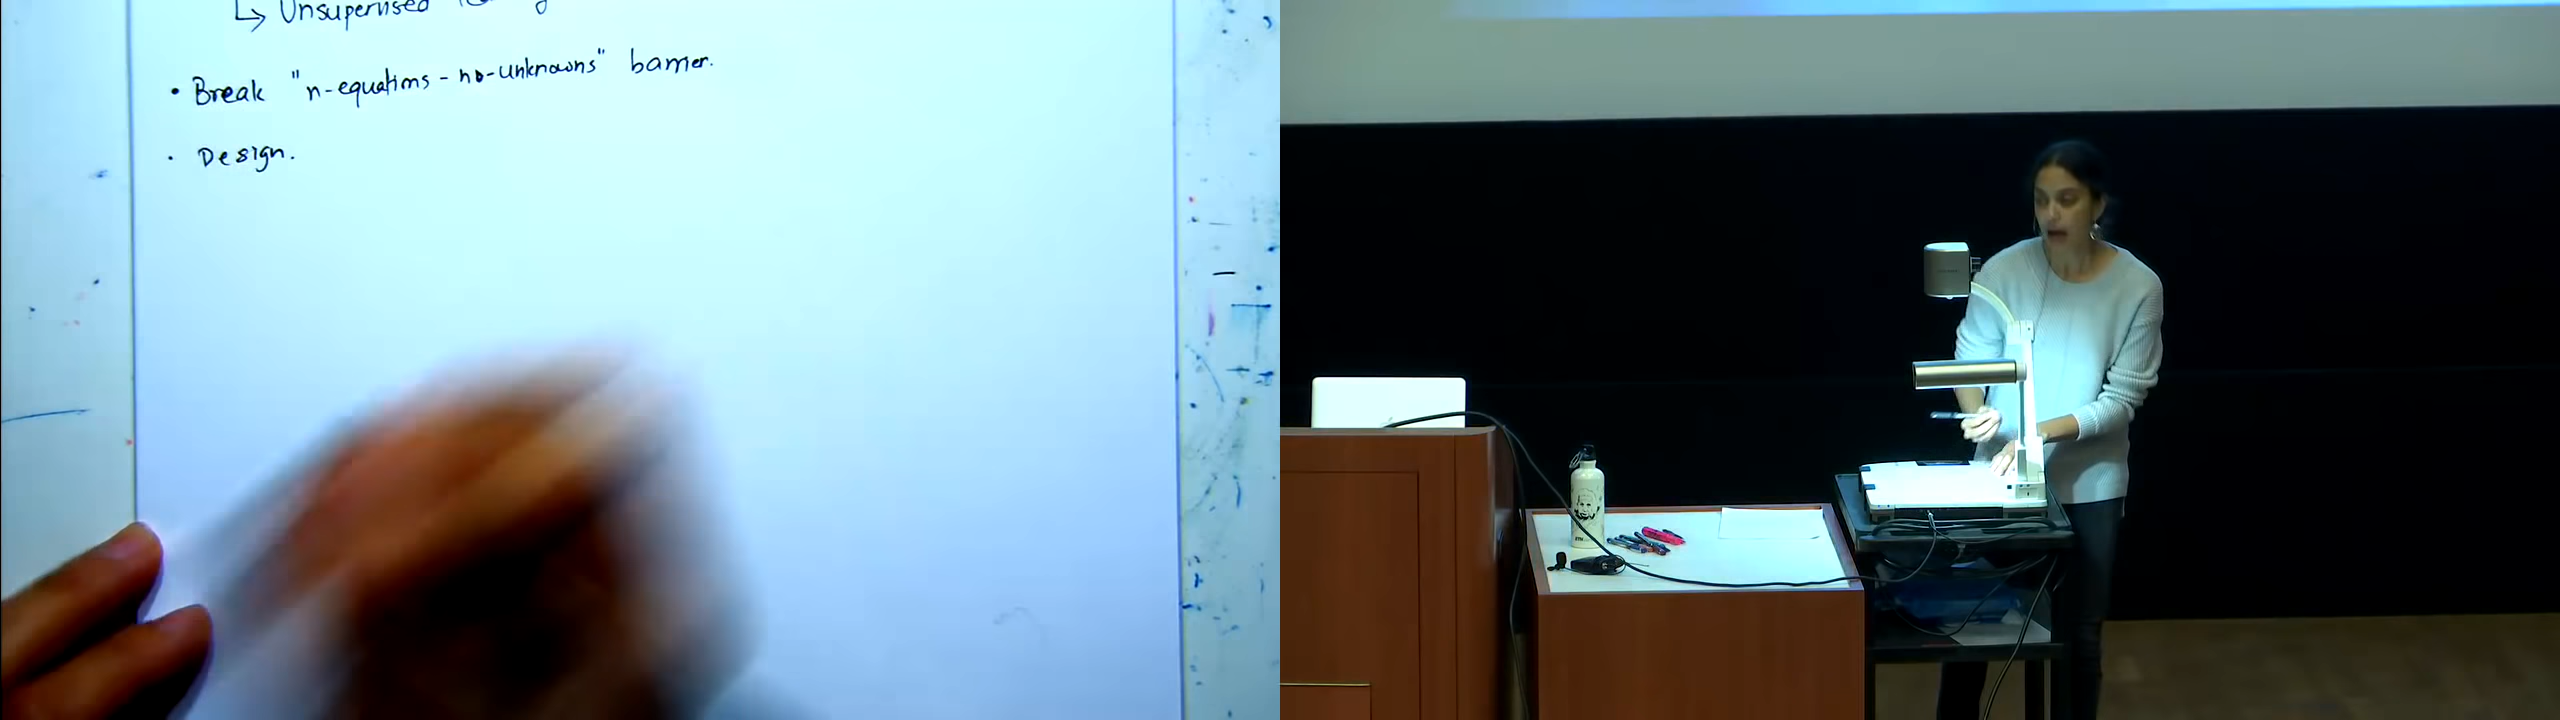 ↳ Unsupervised
• Break "n-equations - no-unknowns" barrier.
• Design.